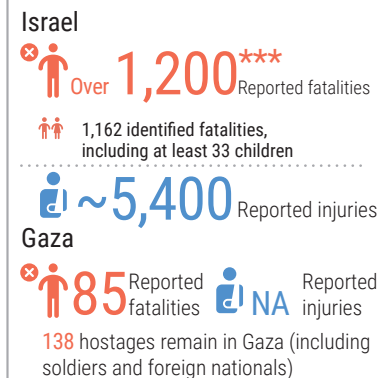 Israel
Over 1,200*** Reported fatalities
1,162 identified fatalities,
including at least 33 children
~5,400 Reported injuries
Gaza
85 Reported fatalities NA Reported injuries
138 hostages remain in Gaza (including
soldiers and foreign nationals)